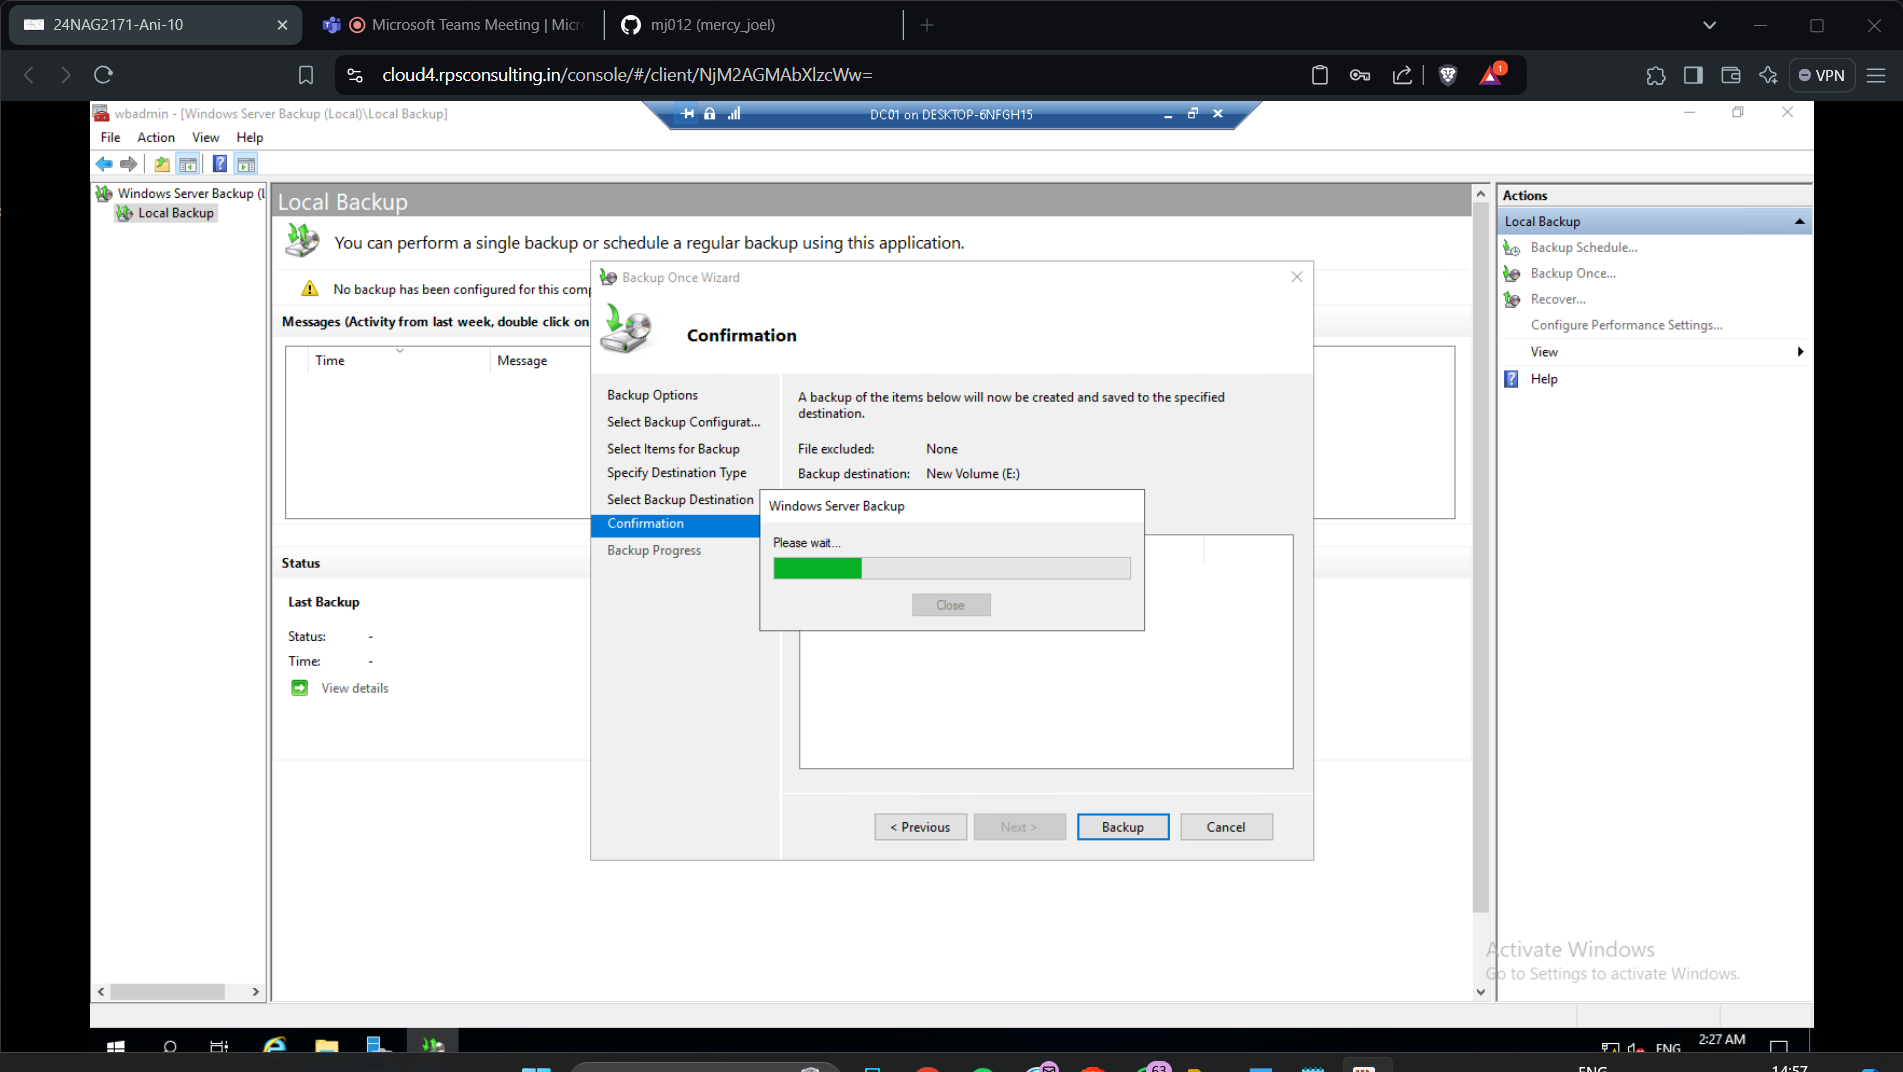 24NAG2171-Ani-10
Microsoft Teams Meeting | Micr
mj012 (mercy_joel)
cloud4.rpsconsulting.in/console/#/client/NjM2AGMAbXlzcWw=
1
VPN
wbadmin - [Windows Server Backup (Local)\Local Backup]
DC01 on DESKTOP-6NFGH15
File Action View Help
Windows Server Backup (L
Local Backup
Local Backup
You can perform a single backup or schedule a regular backup using this application.
No backup has been configured for this comp
Messages (Activity from last week, double click on
Time
Message
Status
Last Backup
Status: -
Time: -
View details
Backup Once Wizard
Confirmation
Backup Options
Select Backup Configurat...
Select Items for Backup
Specify Destination Type
Select Backup Destination
Confirmation
Backup Progress
A backup of the items below will now be created and saved to the specified
destination.
File excluded: None
Backup destination: New Volume (E:)
Windows Server Backup
Please wait...
Close
< Previous
Next >
Backup
Cancel
Actions
Local Backup
Backup Schedule...
Backup Once...
Recover...
Configure Performance Settings...
View
Help
Activate Windows
Go to Settings to activate Windows.
ENG
2:27 AM
63
ENG
14:57